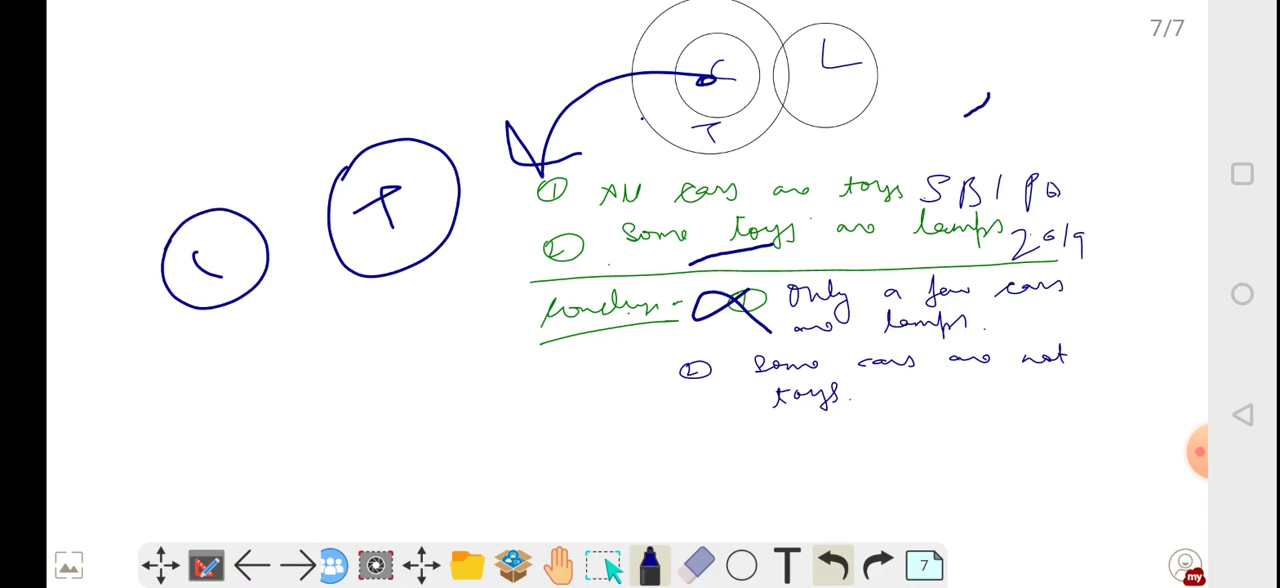 7/7
C
L
T
T
① All cars are toys SBI PO
② Some toys are lamps 2019
① Only a few cars
are lamps.
② Some cars are not
toys.
T
7
my